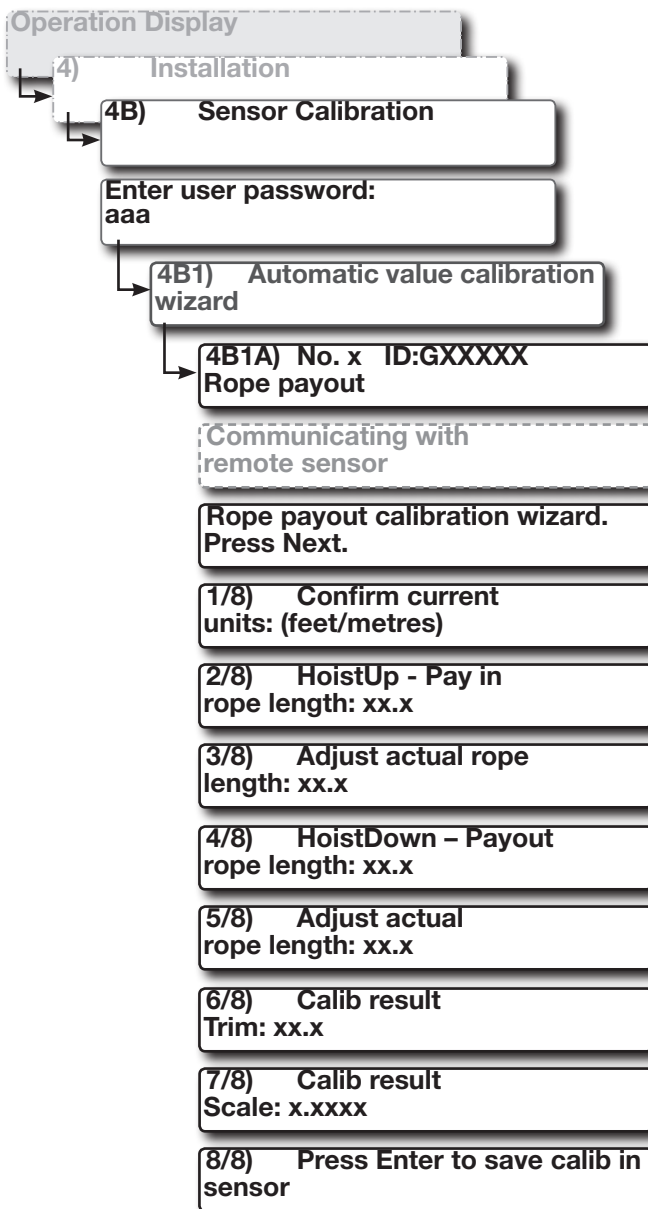 Operation Display
4) Installation
4B) Sensor Calibration
Enter user password:
aaa
4B1) Automatic value calibration
wizard
4B1A) No. x ID:GXXXXX
Rope payout
Communicating with
remote sensor
Rope payout calibration wizard.
Press Next.
1/8) Confirm current
units: (feet/metres)
2/8) HoistUp - Pay in
rope length: xx.x
3/8) Adjust actual rope
length: xx.x
4/8) HoistDown – Payout
rope length: xx.x
5/8) Adjust actual
rope length: xx.x
6/8) Calib result
Trim: xx.x
7/8) Calib result
Scale: x.xxxx
8/8) Press Enter to save calib in
sensor